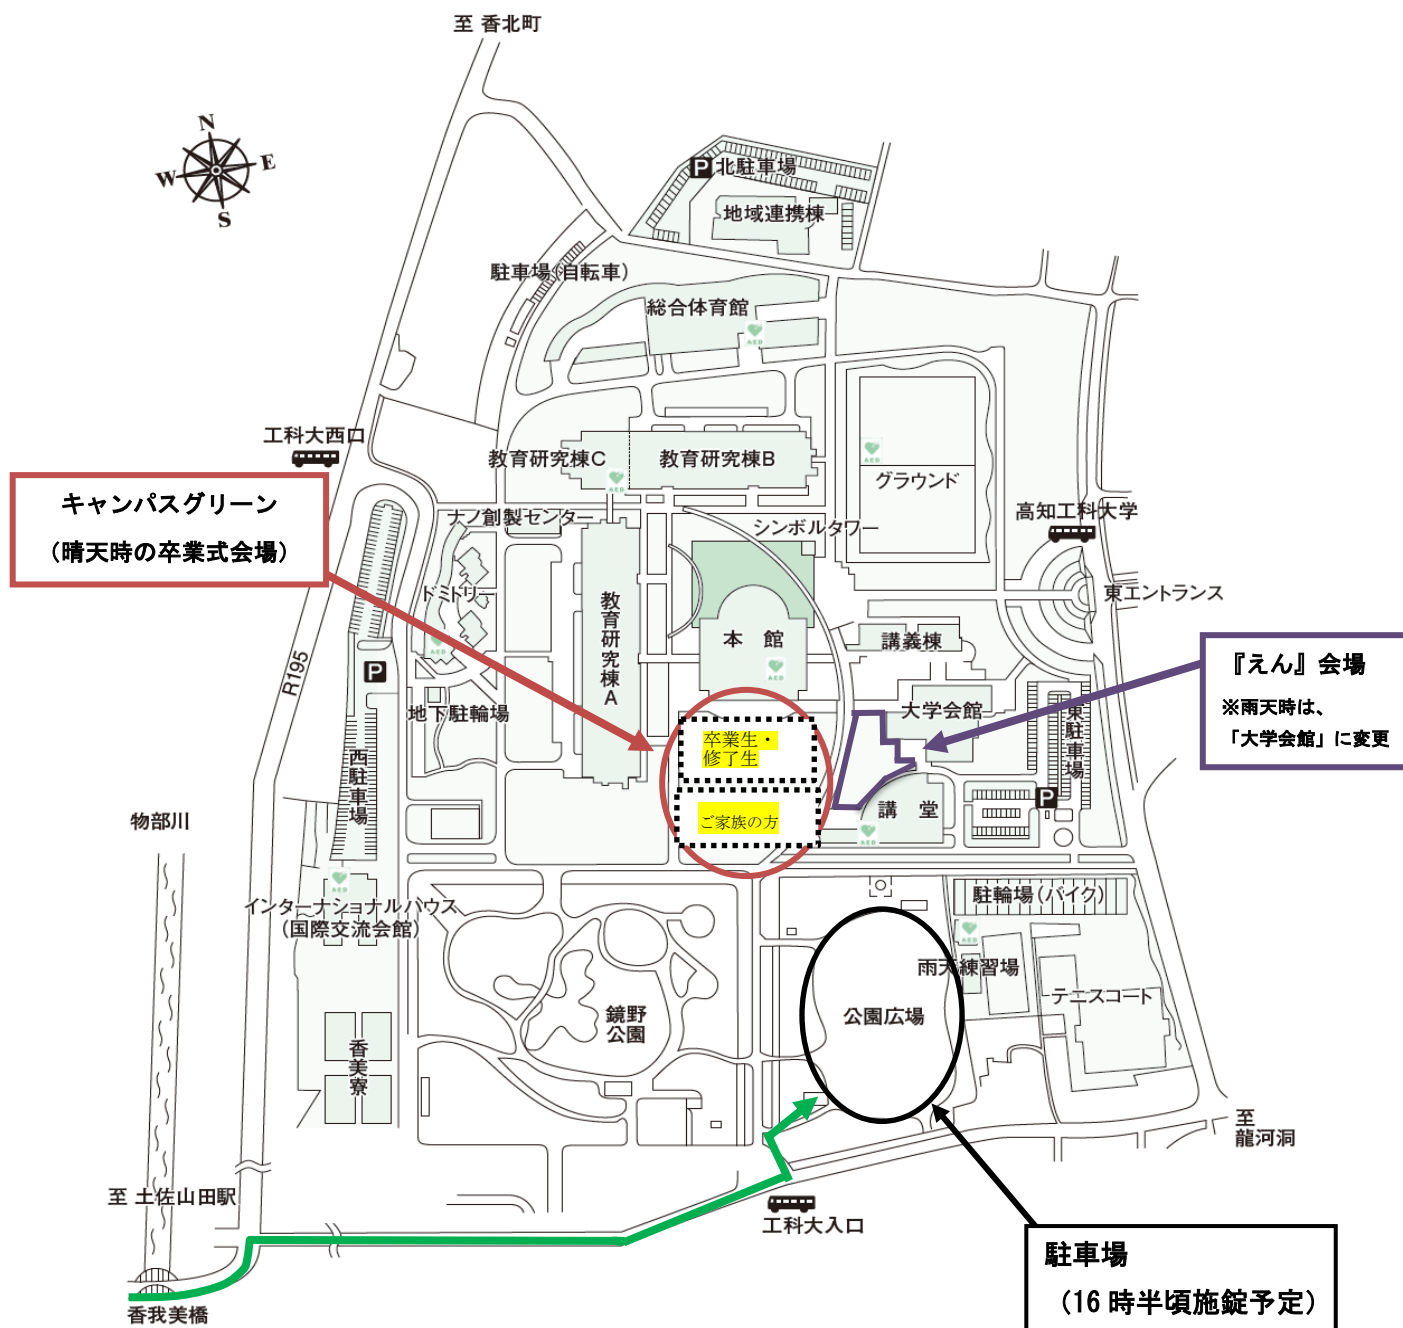 至 香北町
N
W
E
S
P 北駐車場
地域連携棟
駐車場(自転車)
総合体育館
AED
工科大西口
教育研究棟C
教育研究棟B
AED
AED
グラウンド
キャンパスグリーン
（晴天時の卒業式会場）
ナノ創製センター
シンボルタワー
高知工科大学
ドミトリー
AED
教育研究棟A
本 館
AED
講義棟
東エントランス
R195
P
『えん』会場
※雨天時は、
「大学会館」に変更
地下駐輪場
大学会館
東駐車場
卒業生・
修了生
西駐車場
P
ご家族の方
講 堂
AED
物部川
AED
インターナショナルハウス
(国際交流会館)
駐輪場(バイク)
AED
雨天練習場
テニスコート
鏡野
公園
公園広場
香美寮
至
龍河洞
至 土佐山田駅
工科大入口
駐車場
（16 時半頃施錠予定）
香我美橋